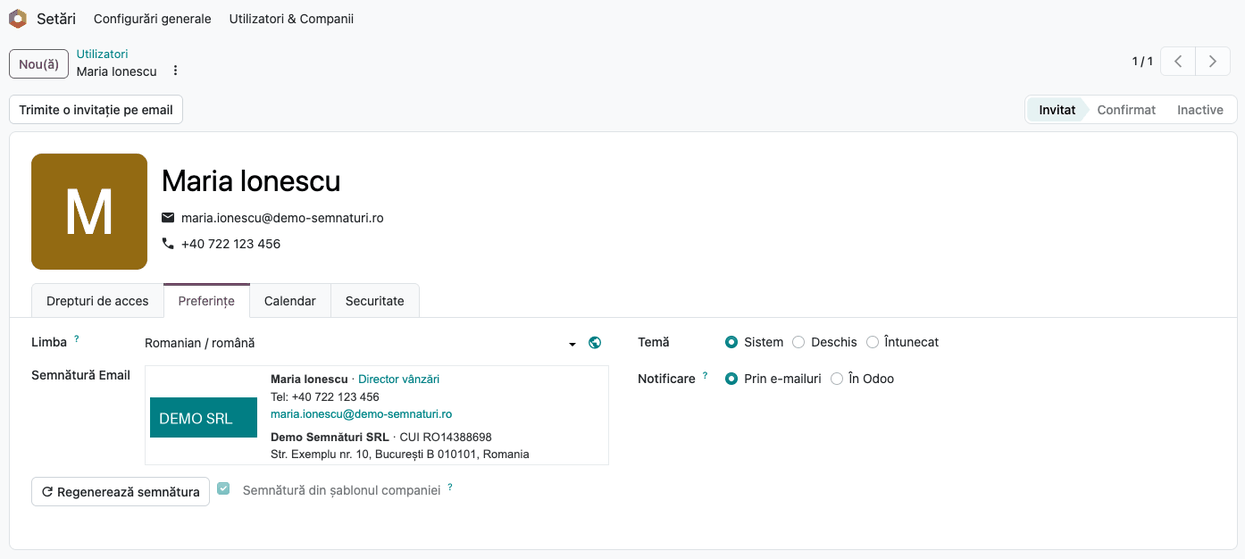 Setări Configurări generale Utilizatori & Companii
Nou(ă)
Utilizatori
Maria Ionescu
1 / 1
Trimite o invitație pe email
Invitat Confirmat Inactive
M
Maria Ionescu
maria.ionescu@demo-semnaturi.ro
+40 722 123 456
Drepturi de acces Preferințe Calendar Securitate
Limba ?
Romanian / română
Temă
Sistem Deschis Întunecat
Semnătură Email
Notificare ?
Prin e-mailuri În Odoo
DEMO SRL
Maria Ionescu · Director vânzări
Tel: +40 722 123 456
maria.ionescu@demo-semnaturi.ro
Demo Semnături SRL · CUI RO14388698
Str. Exemplu nr. 10, București B 010101, Romania
Regenerează semnătura
Semnătură din șablonul companiei ?